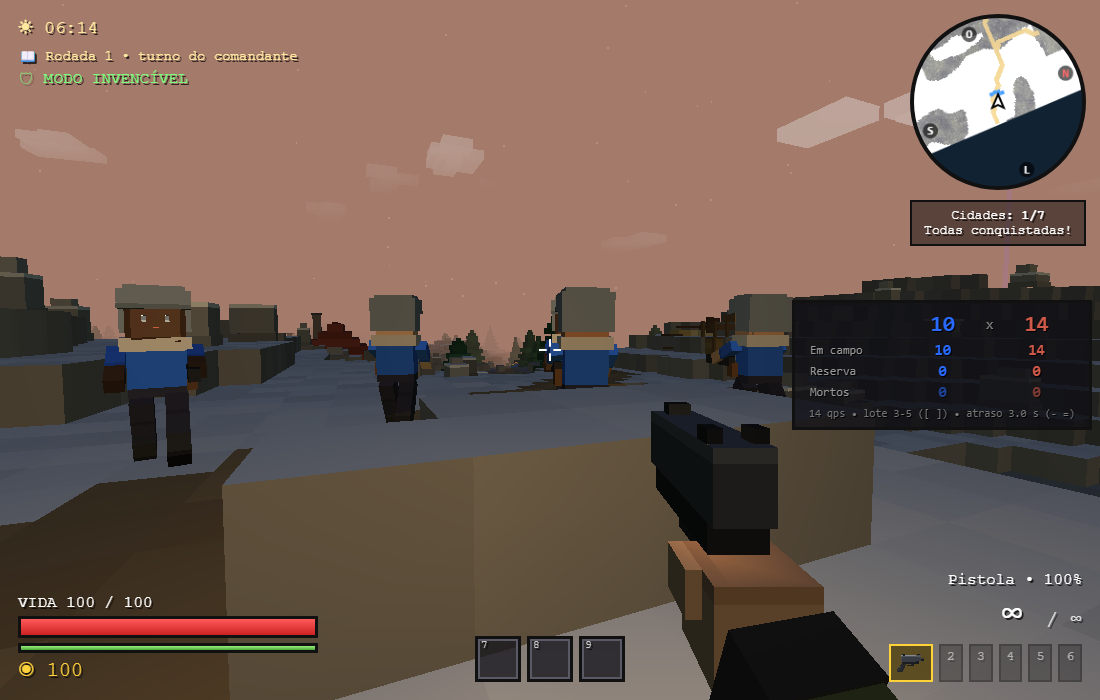 06:14
Rodada 1 • turno do comandante
MODO INVENCÍVEL
O
N
S
L
Cidades: 1/7
Todas conquistadas!
10 x 14
Em campo 10 14
Reserva 0 0
Mortos 0 0
14 gps • lote 3-5 ([ ]) • atraso 3.0 s (- =)
Pistola • 100%
∞ / ∞
VIDA 100 / 100
100
7 8 9
2 3 4 5 6